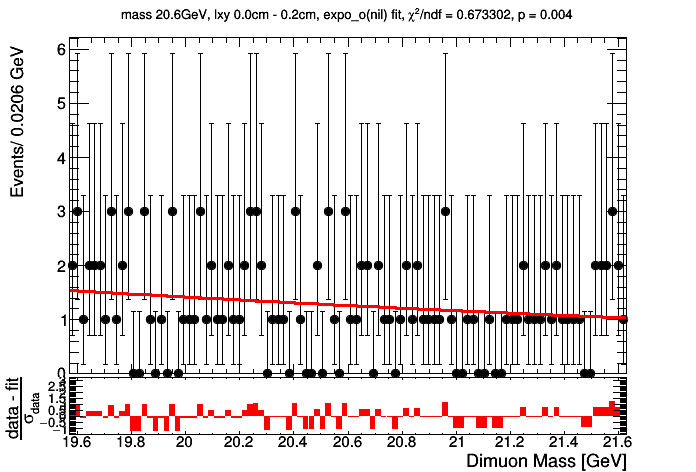 mass 20.6GeV, lxy 0.0cm - 0.2cm, expo_o(nil) fit, χ²/ndf = 0.673302, p = 0.004
Events/ 0.0206 GeV
6
5
4
3
2
1
0
data - fit
σdata
19.6 19.8 20 20.2 20.4 20.6 20.8 21 21.2 21.4 21.6
Dimuon Mass [GeV]